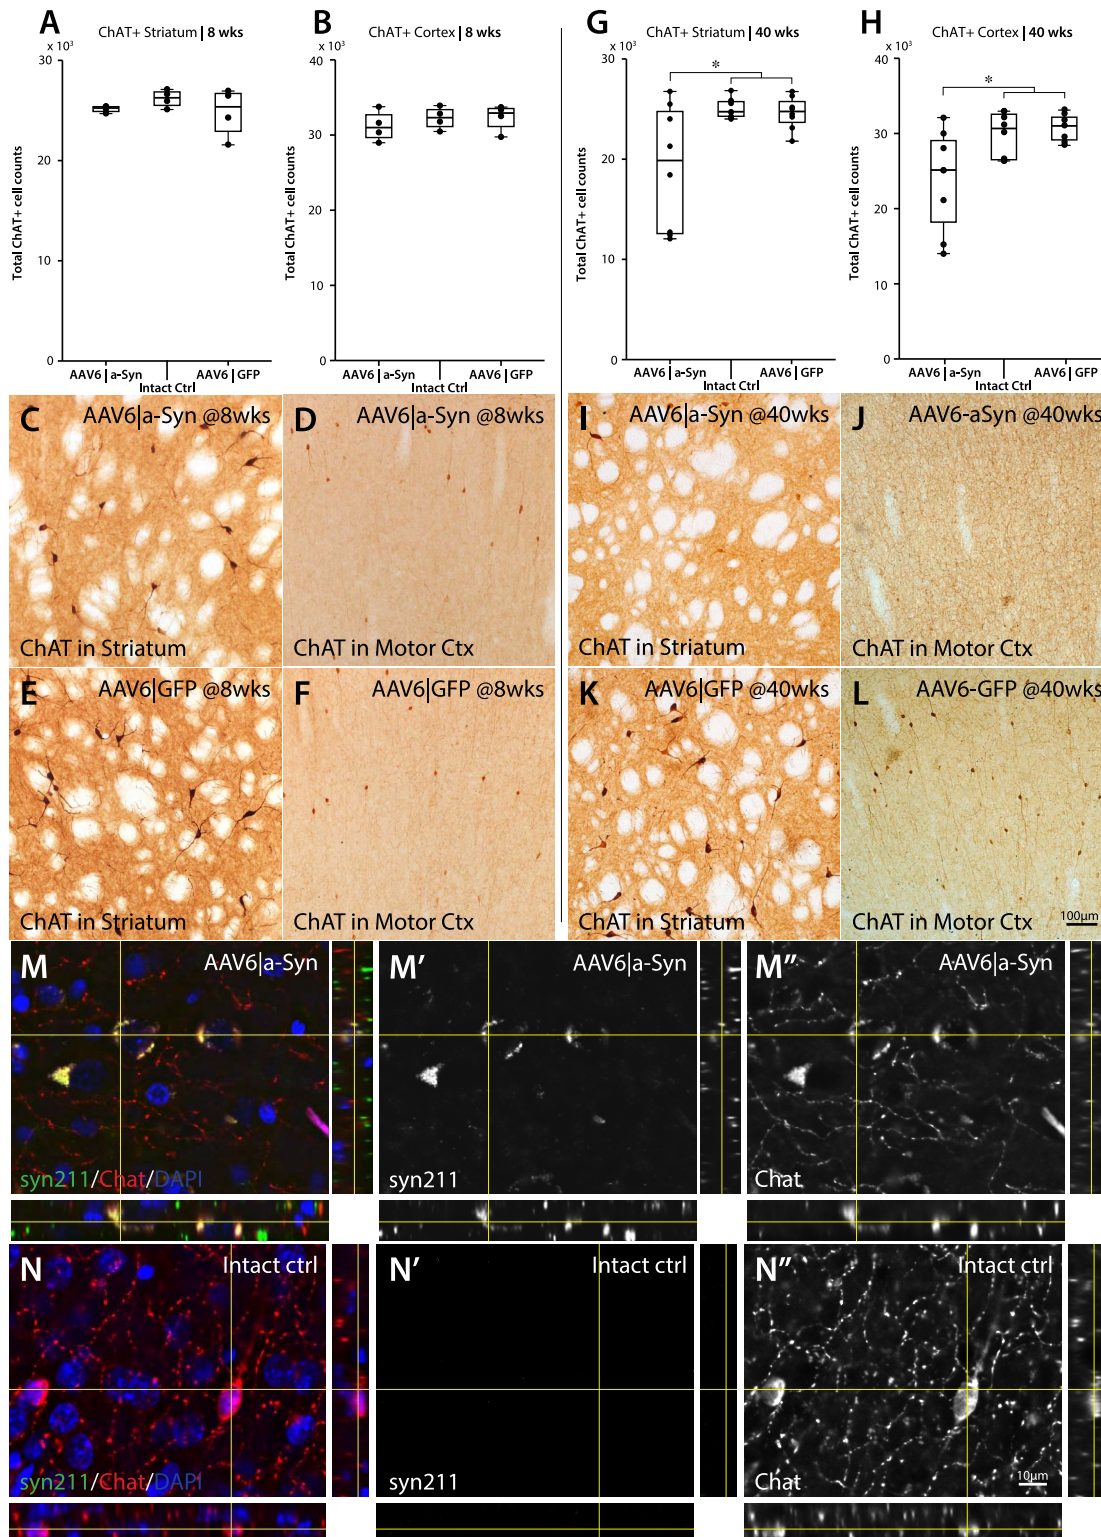 A
ChAT+ Striatum | 8 wks
x 10³
30
20
10
0
Total ChAT+ cell counts
AAV6 | a-Syn
Intact Ctrl
AAV6 | GFP
B
ChAT+ Cortex | 8 wks
x 10³
40
30
20
10
0
Total ChAT+ cell counts
AAV6 | a-Syn
Intact Ctrl
AAV6 | GFP
G
ChAT+ Striatum | 40 wks
x 10³
*
30
20
10
0
Total ChAT+ cell counts
AAV6 | a-Syn
Intact Ctrl
AAV6 | GFP
H
ChAT+ Cortex | 40 wks
x 10³
*
40
30
20
10
0
Total ChAT+ cell counts
AAV6 | a-Syn
Intact Ctrl
AAV6 | GFP
C
AAV6|a-Syn @8wks
ChAT in Striatum
D
AAV6|a-Syn @8wks
ChAT in Motor Ctx
I
AAV6|a-Syn @40wks
ChAT in Striatum
J
AAV6-aSyn @40wks
ChAT in Motor Ctx
E
AAV6|GFP @8wks
ChAT in Striatum
F
AAV6|GFP @8wks
ChAT in Motor Ctx
K
AAV6|GFP @40wks
ChAT in Striatum
L
AAV6-GFP @40wks
ChAT in Motor Ctx
100µm
M
AAV6|a-Syn
syn211/Chat/DAPI
M'
AAV6|a-Syn
syn211
M"
AAV6|a-Syn
Chat
N
Intact ctrl
syn211/Chat/DAPI
N'
Intact ctrl
syn211
N"
Intact ctrl
Chat
10µm